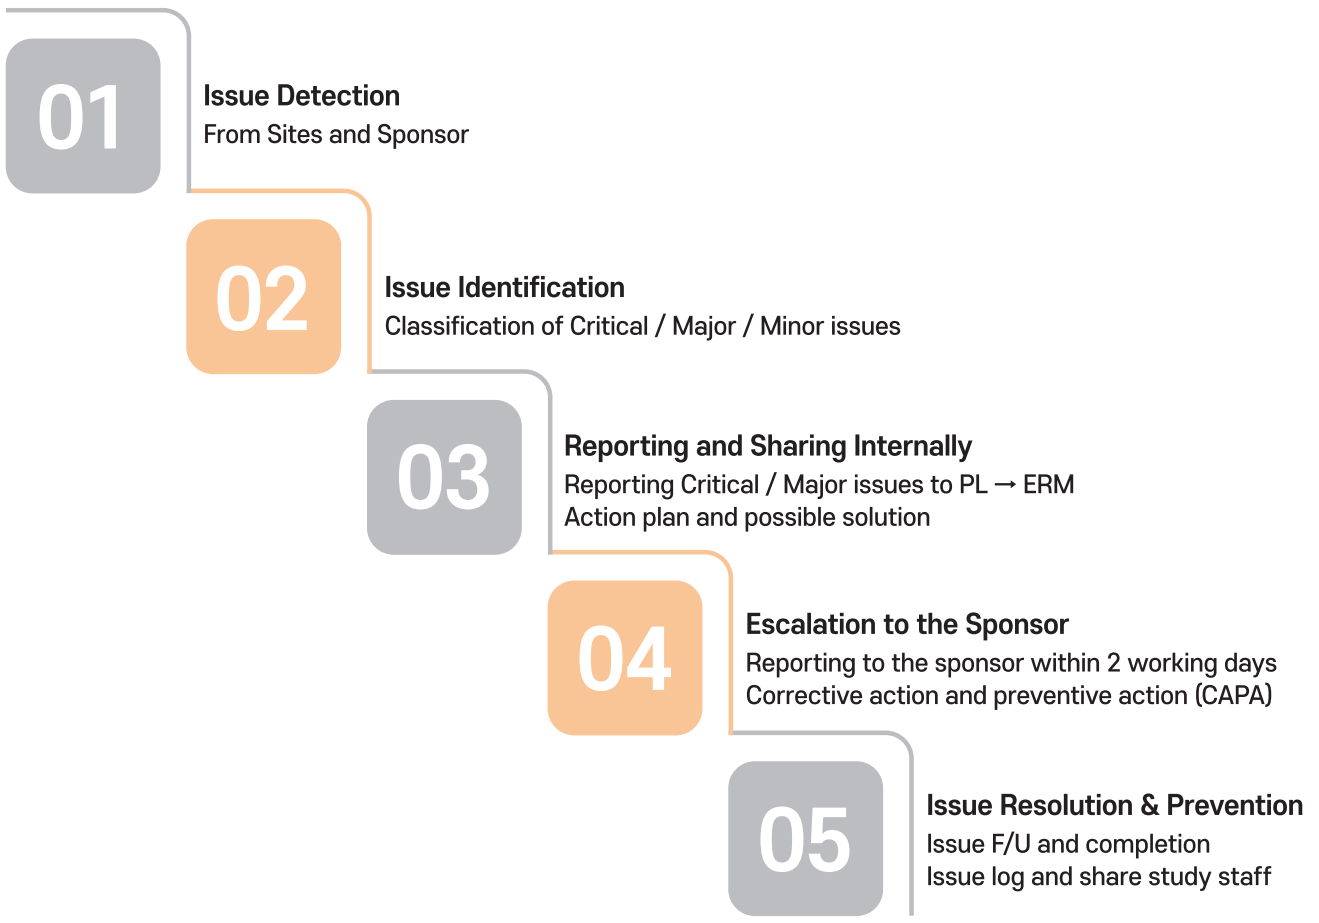 01
Issue Detection
From Sites and Sponsor
02
Issue Identification
Classification of Critical / Major / Minor issues
03
Reporting and Sharing Internally
Reporting Critical / Major issues to PL → ERM
Action plan and possible solution
04
Escalation to the Sponsor
Reporting to the sponsor within 2 working days
Corrective action and preventive action (CAPA)
05
Issue Resolution & Prevention
Issue F/U and completion
Issue log and share study staff